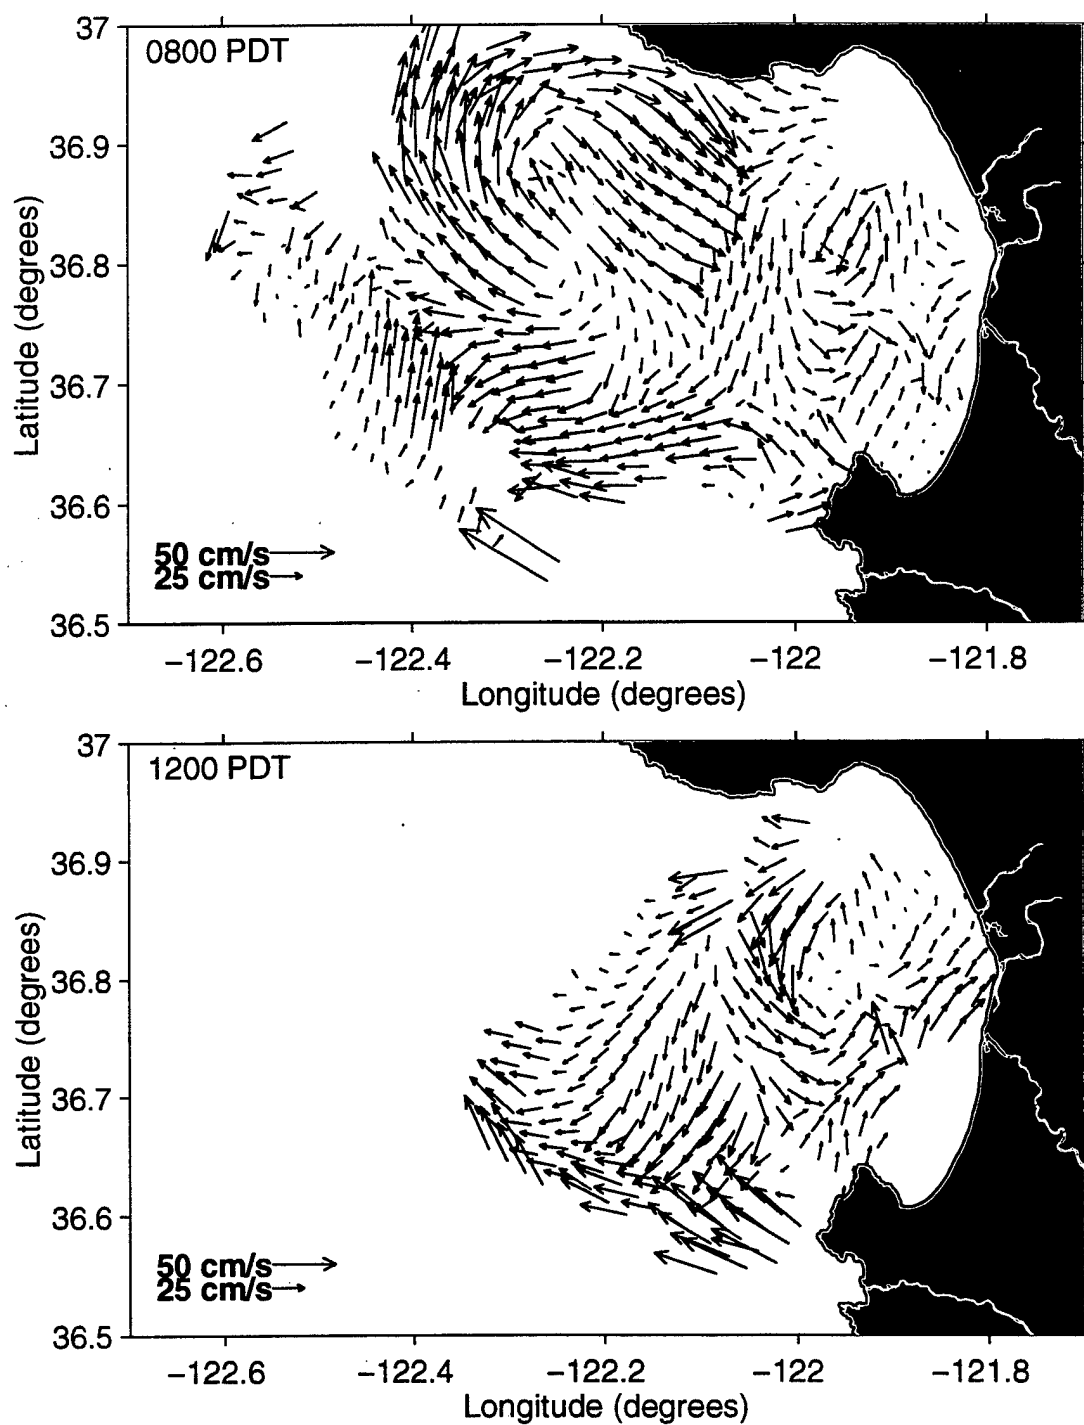 37
0800 PDT
36.9
36.8
36.7
36.6
36.5
Latitude (degrees)
50 cm/s
25 cm/s
−122.6
−122.4
−122.2
−122
−121.8
Longitude (degrees)
37
1200 PDT
36.9
36.8
36.7
36.6
36.5
Latitude (degrees)
50 cm/s
25 cm/s
−122.6
−122.4
−122.2
−122
−121.8
Longitude (degrees)